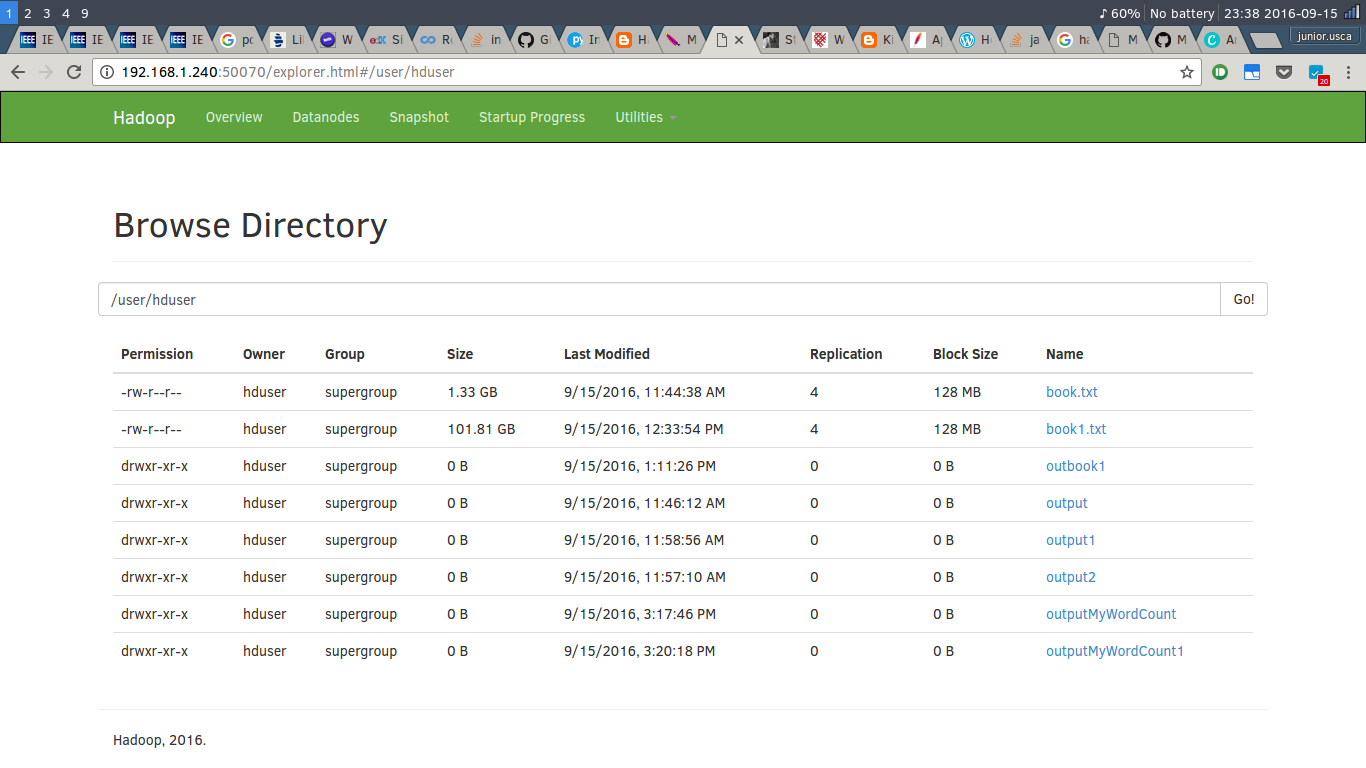 1 2 3 4 9 ♪ 60% No battery 23:38 2016-09-15
IEEE IE IEEE IE IEEE IE IEEE IE G po Li W edX Si Ro in G In H M St W Ki A H ja G ha M M A junior.usca
192.168.1.240:50070/explorer.html#/user/hduser 20
Hadoop Overview Datanodes Snapshot Startup Progress Utilities
Browse Directory
/user/hduser Go!
Permission Owner Group Size Last Modified Replication Block Size Name
-rw-r--r-- hduser supergroup 1.33 GB 9/15/2016, 11:44:38 AM 4 128 MB book.txt
-rw-r--r-- hduser supergroup 101.81 GB 9/15/2016, 12:33:54 PM 4 128 MB book1.txt
drwxr-xr-x hduser supergroup 0 B 9/15/2016, 1:11:26 PM 0 0 B outbook1
drwxr-xr-x hduser supergroup 0 B 9/15/2016, 11:46:12 AM 0 0 B output
drwxr-xr-x hduser supergroup 0 B 9/15/2016, 11:58:56 AM 0 0 B output1
drwxr-xr-x hduser supergroup 0 B 9/15/2016, 11:57:10 AM 0 0 B output2
drwxr-xr-x hduser supergroup 0 B 9/15/2016, 3:17:46 PM 0 0 B outputMyWordCount
drwxr-xr-x hduser supergroup 0 B 9/15/2016, 3:20:18 PM 0 0 B outputMyWordCount1
Hadoop, 2016.